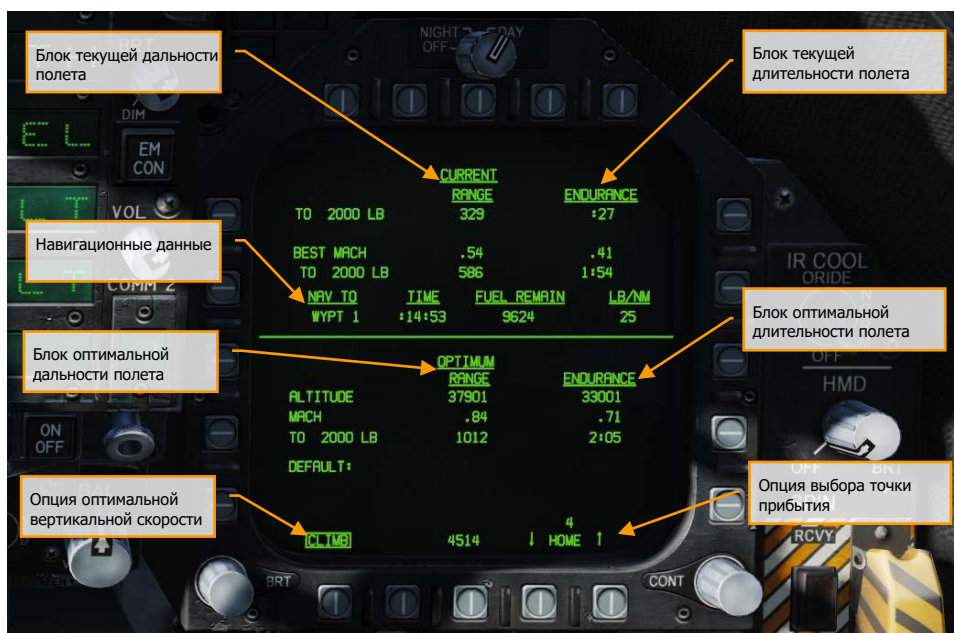 NIGHT DAY
OFF
Блок текущей дальности
полета
Блок текущей
длительности полета
BRT
DIM
EM
CON
EL
L T
VOL
CURRENT
RANGE ENDURANCE
TO 2000 LB 329 :27
Навигационные данные
BEST MACH .54 .41
TO 2000 LB 586 1:54
IR COOL
ORIDE
N
L T
COMM 2
NAV TO TIME FUEL REMAIN LB/NM
WYPT 1 :14:53 9624 25
Блок оптимальной
длительности полета
Блок оптимальной
дальности полета
OFF
HMD
OPTIMUM
RANGE ENDURANCE
ALTITUDE 37901 33001
MACH .84 .71
TO 2000 LB 1012 2:05
ON
OFF
DEFAULT:
OFF BRT
Опция оптимальной
вертикальной скорости
Опция выбора точки
прибытия
4
CLIMB 4514 ↓ HOME ↑
SPIN
RCVY
BRT
CONT